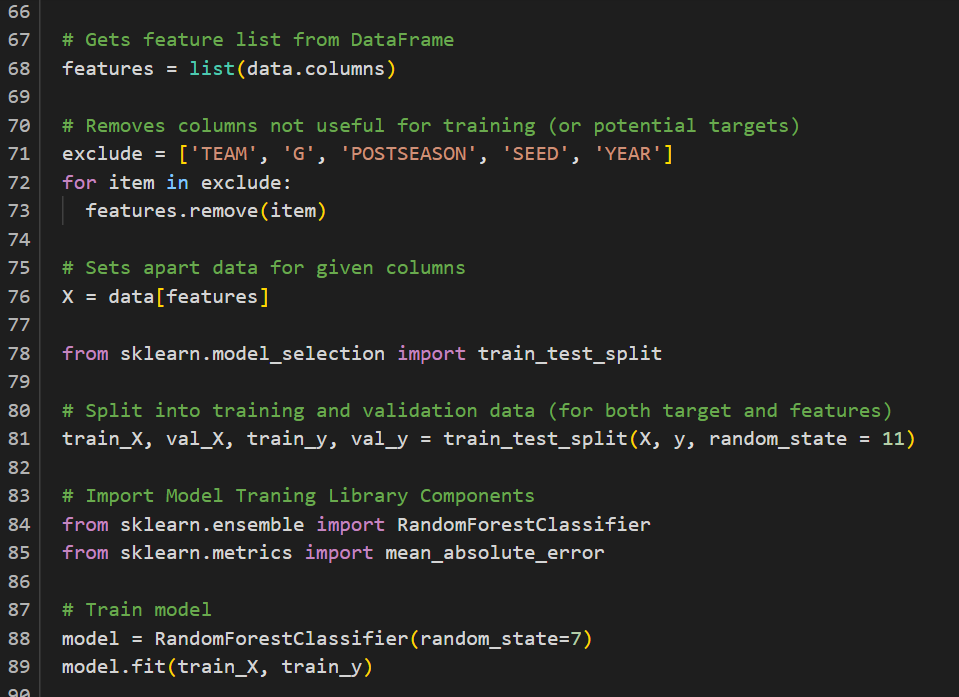 66
67 # Gets feature list from DataFrame
68 features = list(data.columns)
69
70 # Removes columns not useful for training (or potential targets)
71 exclude = ['TEAM', 'G', 'POSTSEASON', 'SEED', 'YEAR']
72 for item in exclude:
73   features.remove(item)
74
75 # Sets apart data for given columns
76 X = data[features]
77
78 from sklearn.model_selection import train_test_split
79
80 # Split into training and validation data (for both target and features)
81 train_X, val_X, train_y, val_y = train_test_split(X, y, random_state = 11)
82
83 # Import Model Traning Library Components
84 from sklearn.ensemble import RandomForestClassifier
85 from sklearn.metrics import mean_absolute_error
86
87 # Train model
88 model = RandomForestClassifier(random_state=7)
89 model.fit(train_X, train_y)
90